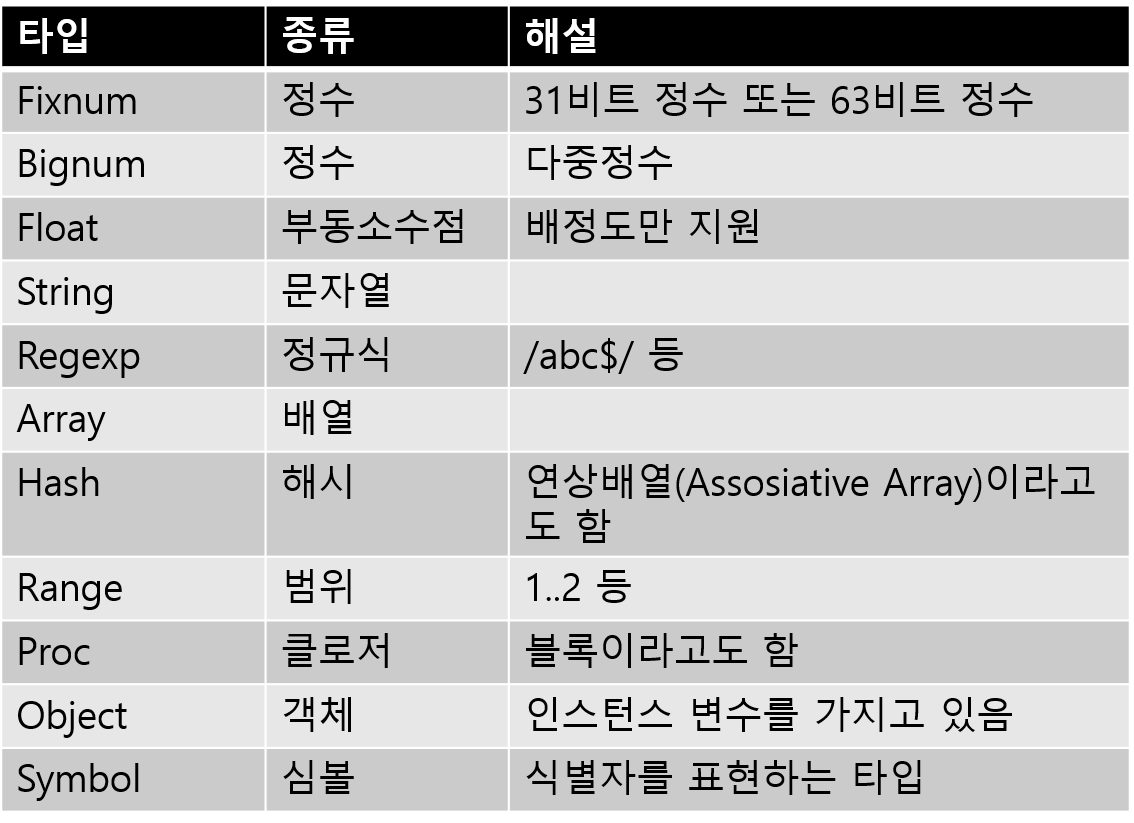 타입 종류 해설
Fixnum 정수 31비트 정수 또는 63비트 정수
Bignum 정수 다중정수
Float 부동소수점 배정도만 지원
String 문자열
Regexp 정규식 /abc$/ 등
Array 배열
Hash 해시 연상배열(Assosiative Array)이라고
도 함
Range 범위 1..2 등
Proc 클로저 블록이라고도 함
Object 객체 인스턴스 변수를 가지고 있음
Symbol 심볼 식별자를 표현하는 타입